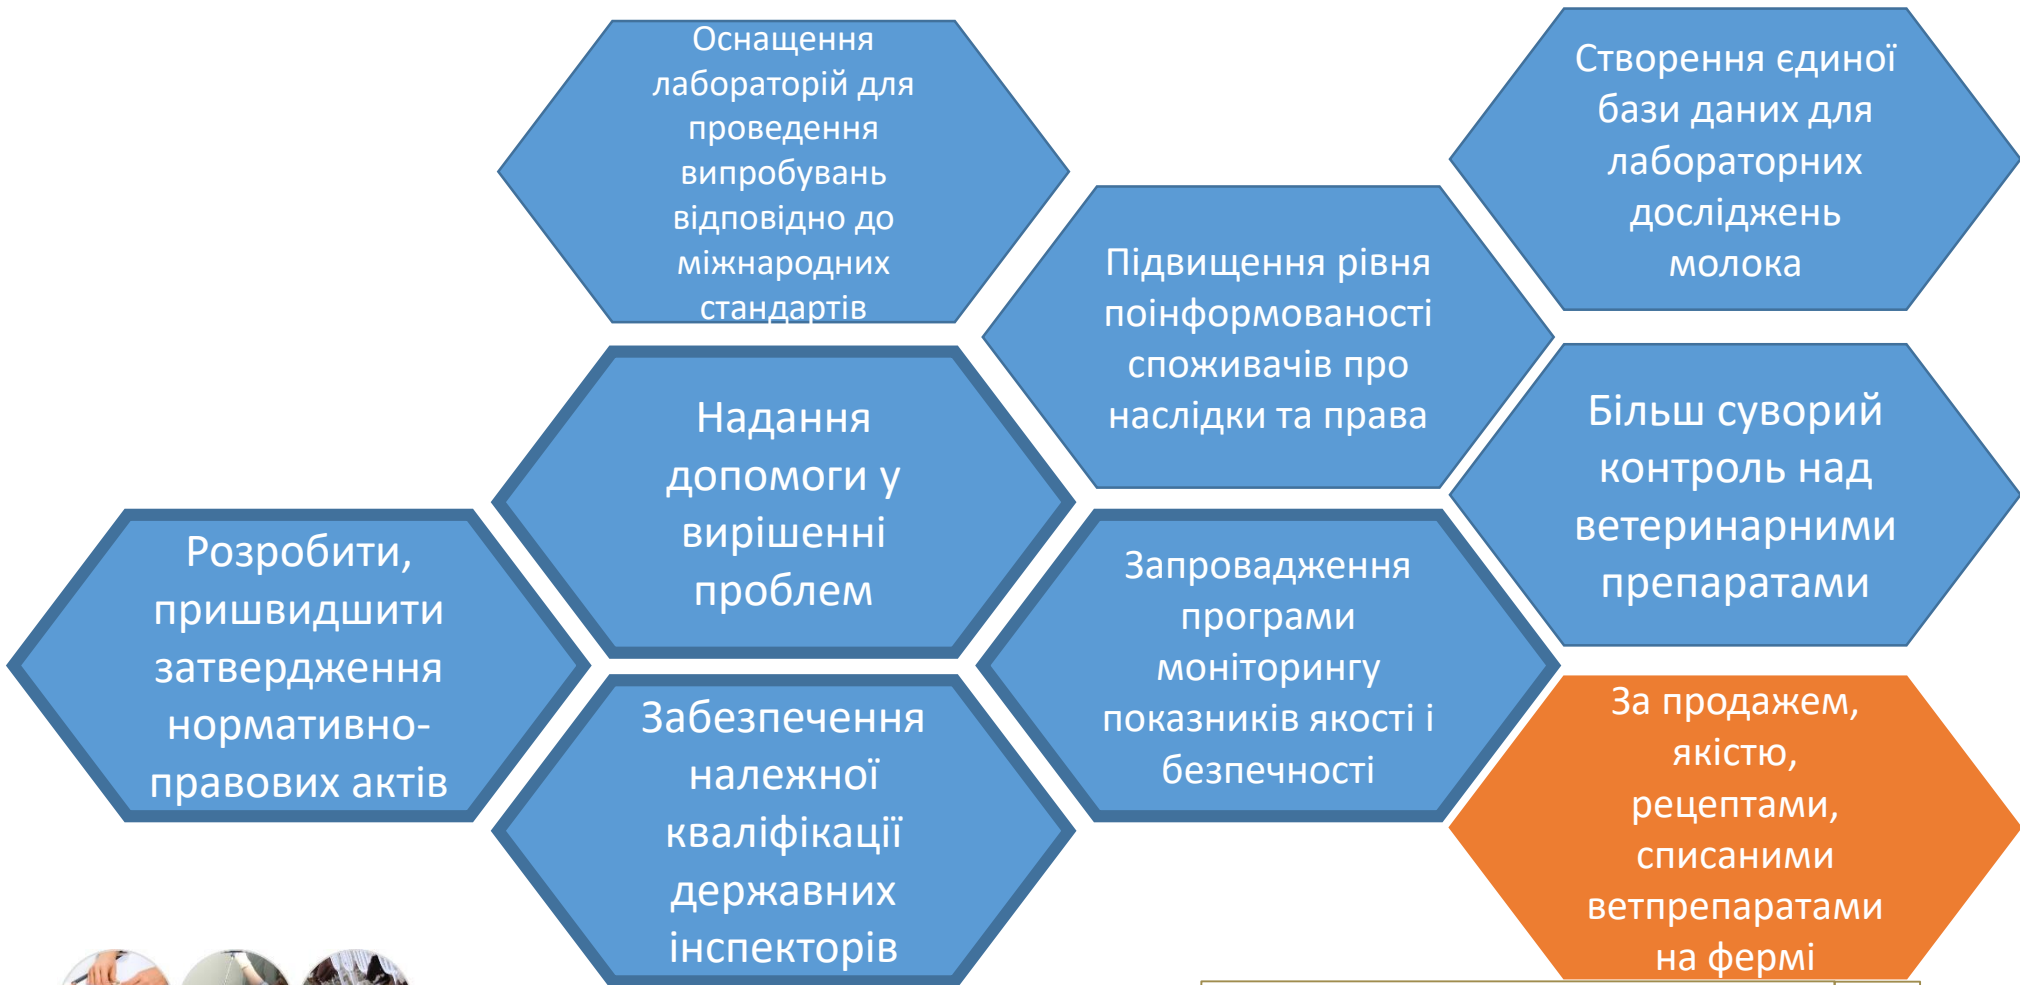 Оснащення
лабораторій для
проведення
випробувань
відповідно до
міжнародних
стандартів
Створення єдиної
бази даних для
лабораторних
досліджень
молока
Підвищення рівня
поінформованості
споживачів про
наслідки та права
Надання
допомоги у
вирішенні
проблем
Більш суворий
контроль над
ветеринарними
препаратами
Розробити,
пришвидшити
затвердження
нормативно-
правових актів
Запровадження
програми
моніторингу
показників якості і
безпечності
Забезпечення
належної
кваліфікації
державних
інспекторів
За продажем,
якістю,
рецептами,
списаними
ветпрепаратами
на фермі